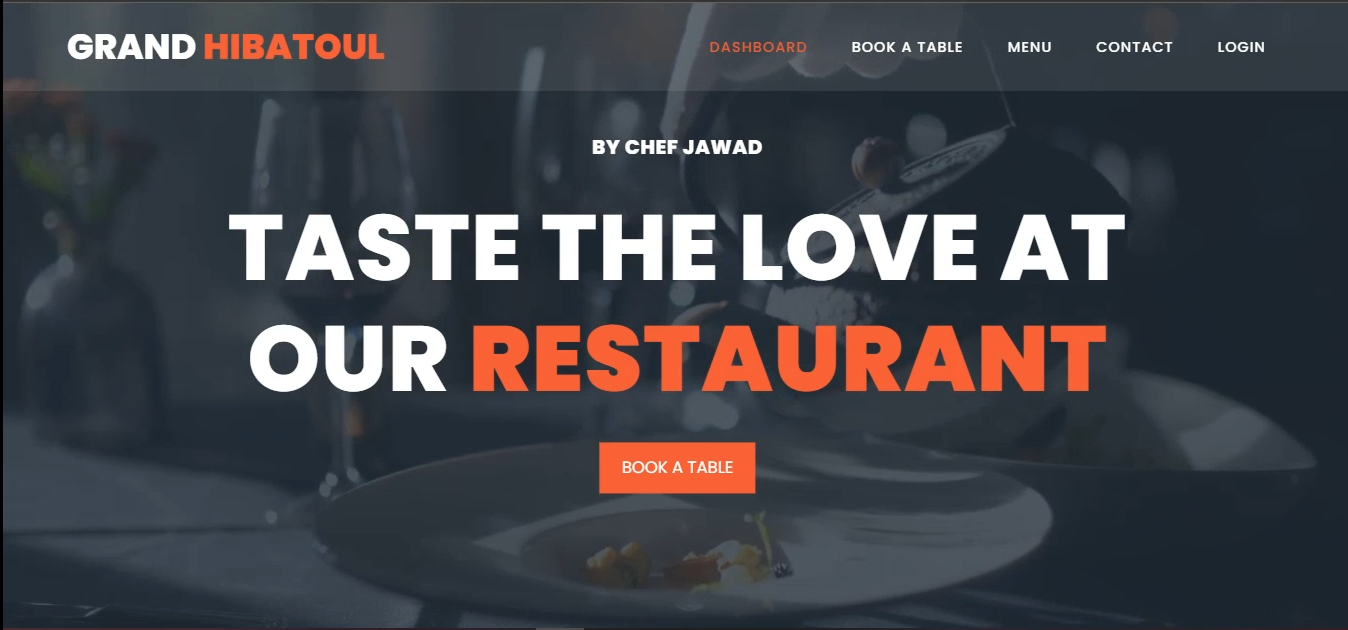 GRAND HIBATOUL
DASHBOARD BOOK A TABLE MENU CONTACT LOGIN
BY CHEF JAWAD
TASTE THE LOVE AT
OUR RESTAURANT
BOOK A TABLE